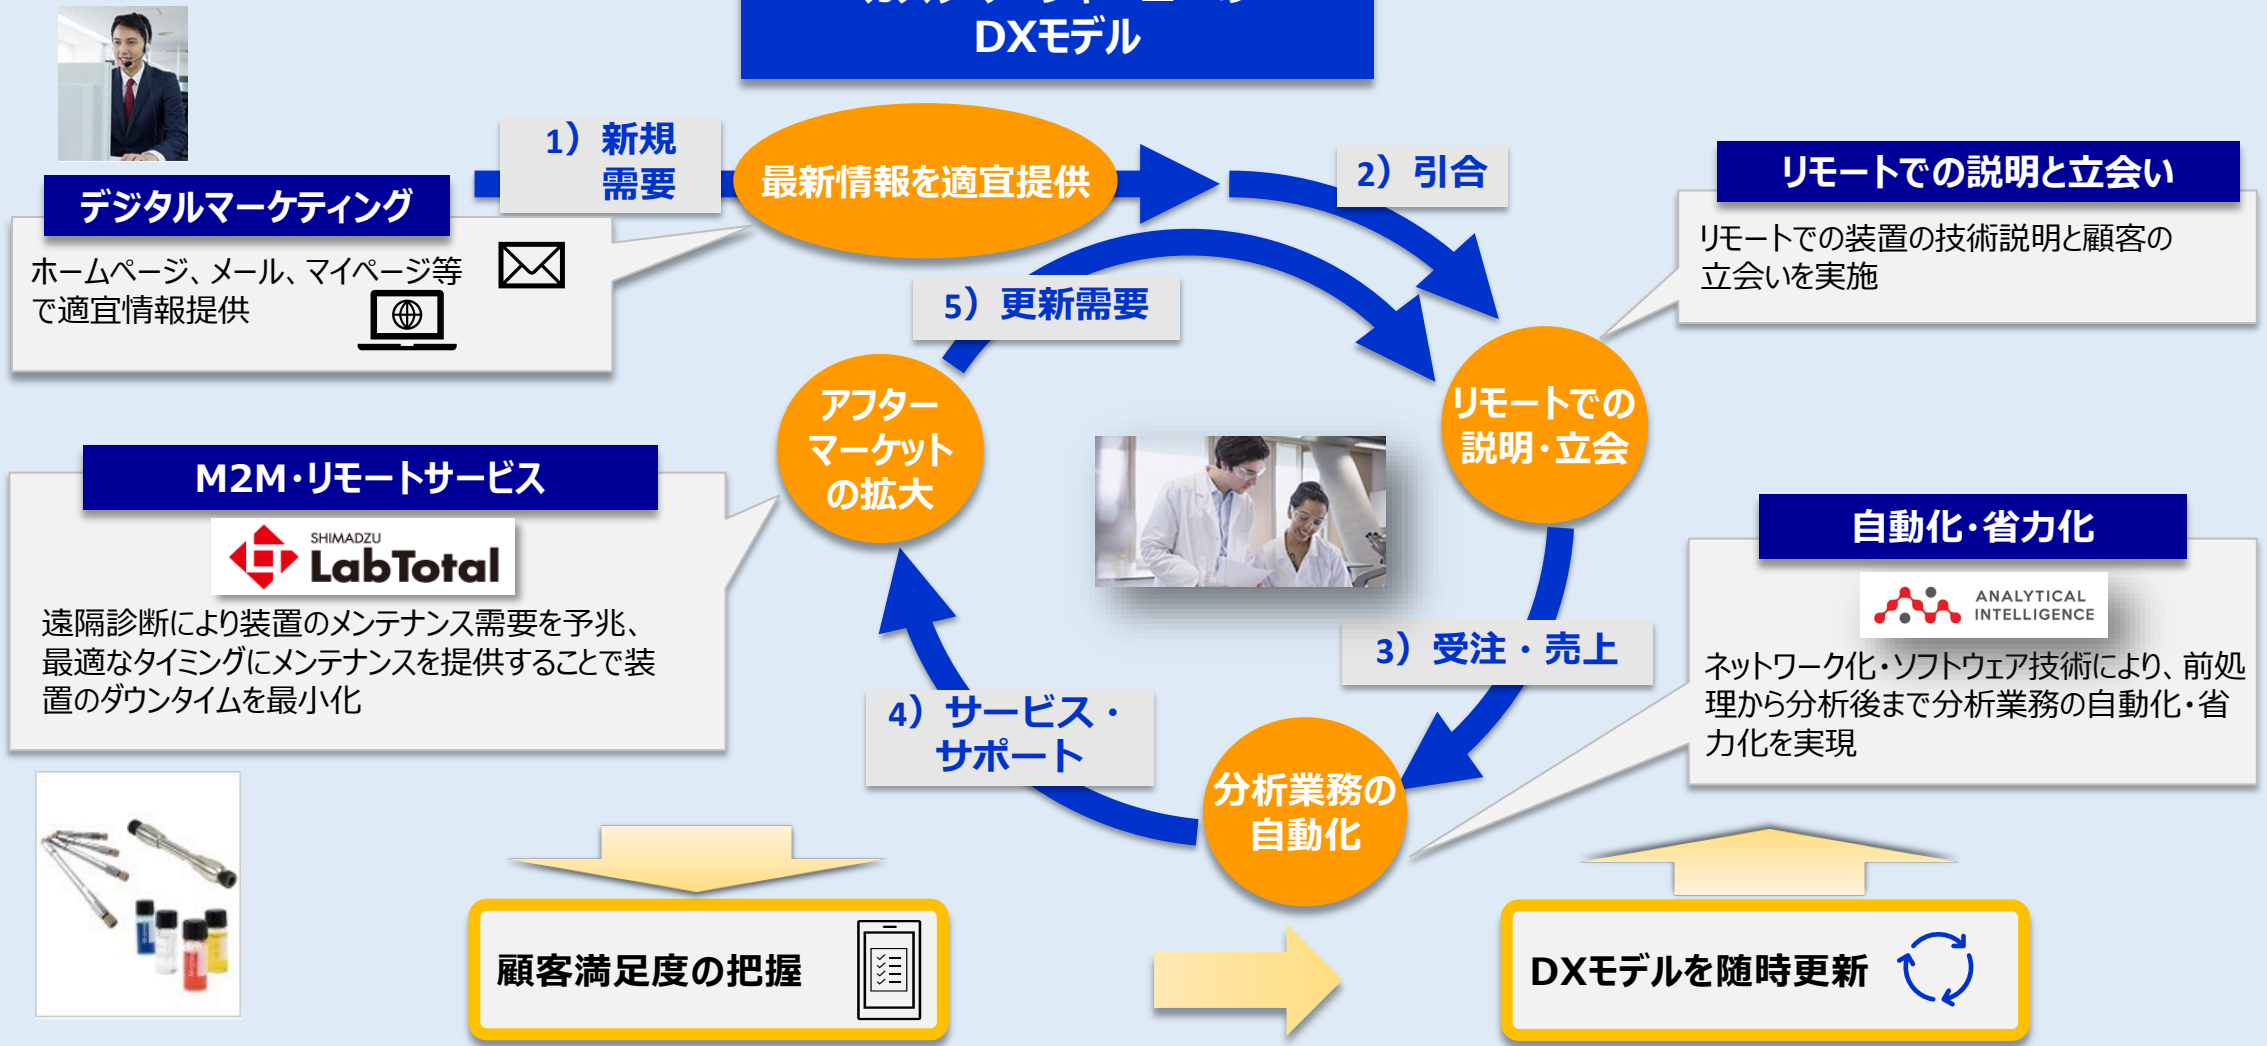 DXモデル
1）新規
需要
最新情報を適宜提供
2）引合
リモートでの説明と立会い
リモートでの装置の技術説明と顧客の
立会いを実施
デジタルマーケティング
ホームページ、メール、マイページ等
で適宜情報提供
5）更新需要
アフター
マーケット
の拡大
リモートでの
説明・立会
M2M・リモートサービス
SHIMADZU
LabTotal
遠隔診断により装置のメンテナンス需要を予兆、
最適なタイミングにメンテナンスを提供することで装
置のダウンタイムを最小化
自動化・省力化
ANALYTICAL
INTELLIGENCE
ネットワーク化・ソフトウェア技術により、前処
理から分析後まで分析業務の自動化・省
力化を実現
3）受注・売上
4）サービス・
サポート
分析業務の
自動化
顧客満足度の把握
DXモデルを随時更新